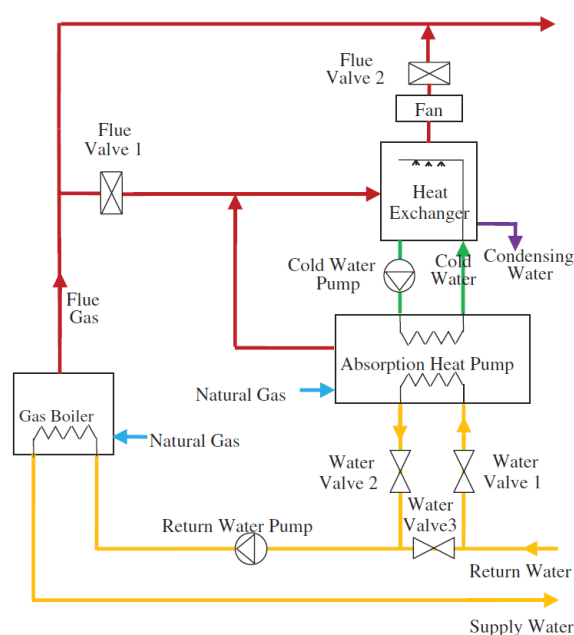 Flue
Valve 2
Fan
Flue
Valve 1
Heat
Exchanger
Cold Water
Pump
Cold
Water
Condensing
Water
Flue
Gas
Absorption Heat Pump
Natural Gas
Gas Boiler
Natural Gas
Water
Valve 2
Water
Valve 1
Water
Valve3
Return Water Pump
Return Water
Supply Water